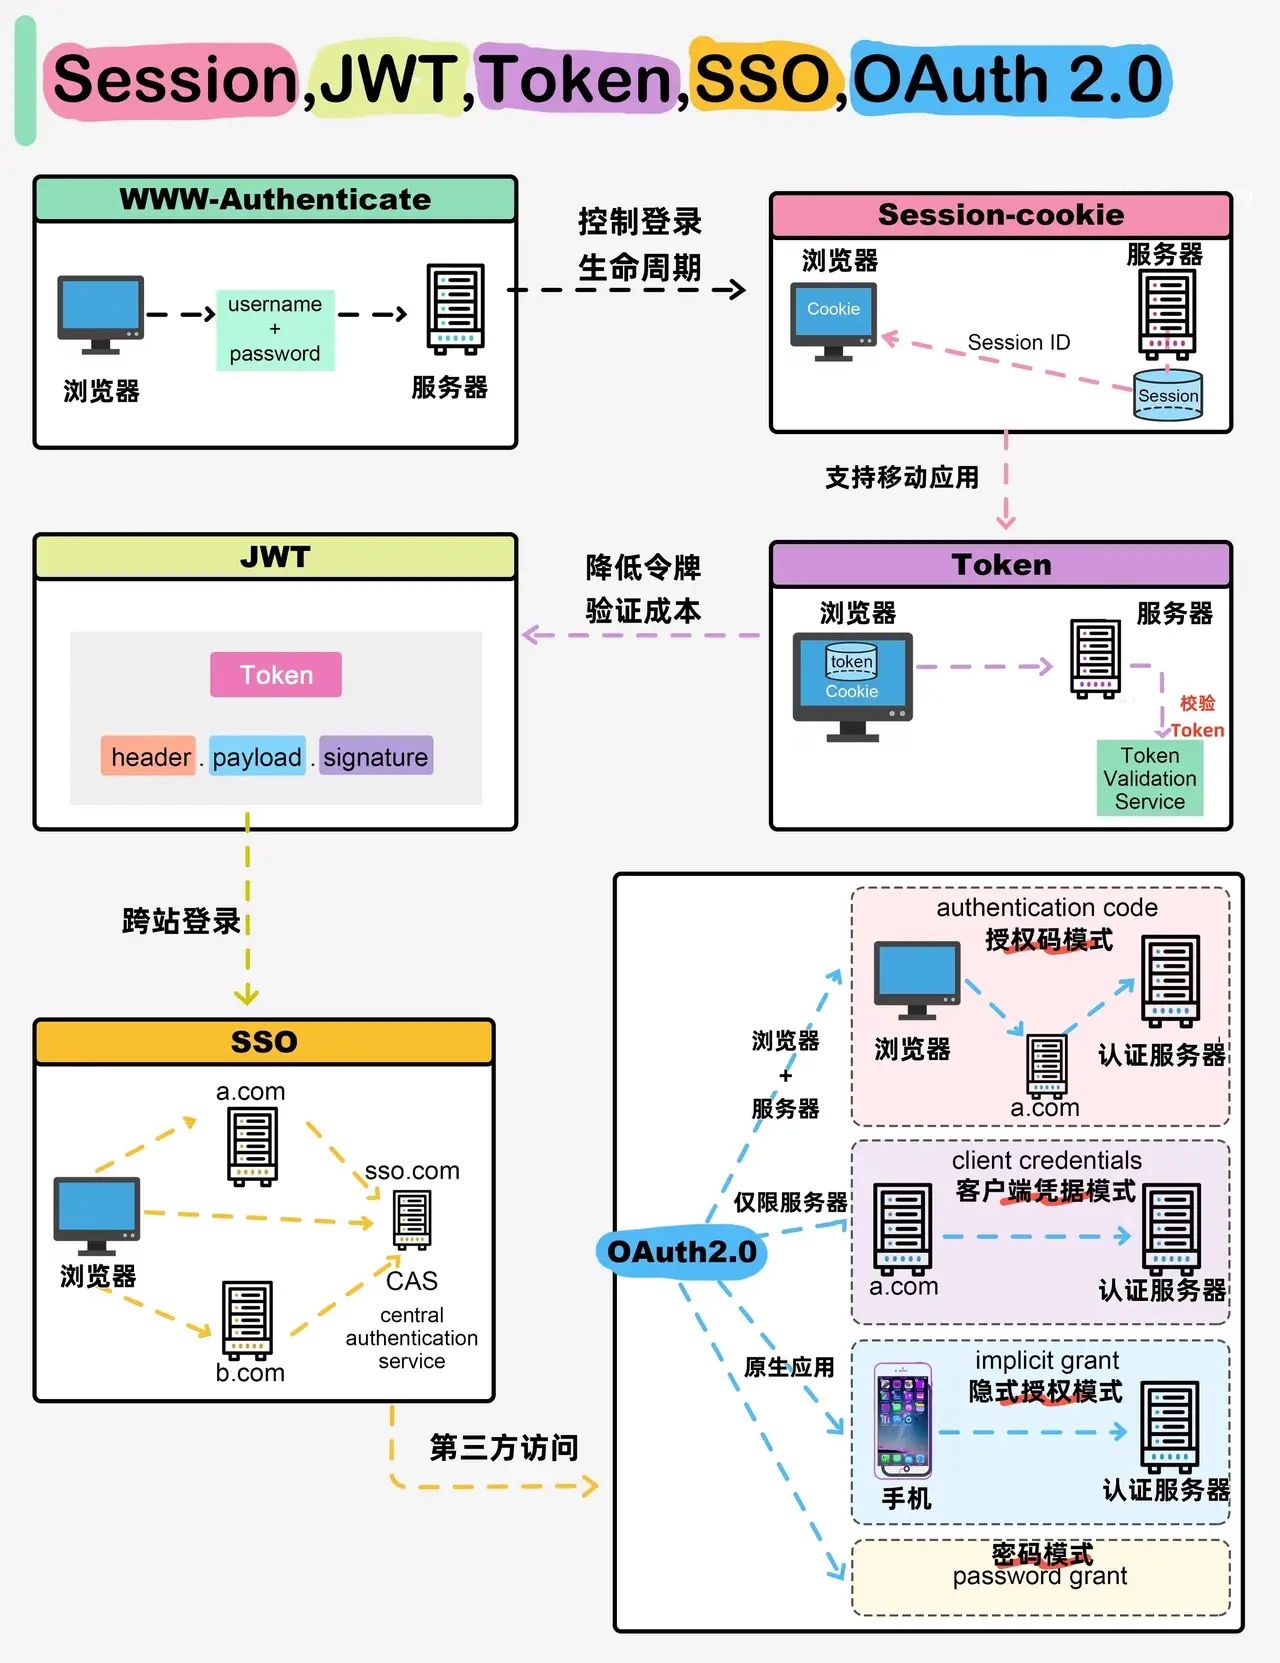 Session,JWT,Token,SSO,OAuth 2.0
WWW-Authenticate
浏览器
username
+
password
服务器
控制登录
生命周期
Session-cookie
浏览器
服务器
Cookie
Session ID
Session
支持移动应用
Token
浏览器
服务器
token
Cookie
校验
Token
Token
Validation
Service
降低令牌
验证成本
JWT
Token
header . payload . signature
跨站登录
SSO
a.com
sso.com
浏览器
CAS
central
authentication
service
b.com
第三方访问
OAuth2.0
浏览器
+
服务器
authentication code
授权码模式
浏览器
认证服务器
a.com
仅限服务器
client credentials
客户端凭据模式
a.com
认证服务器
原生应用
implicit grant
隐式授权模式
手机
认证服务器
密码模式
password grant